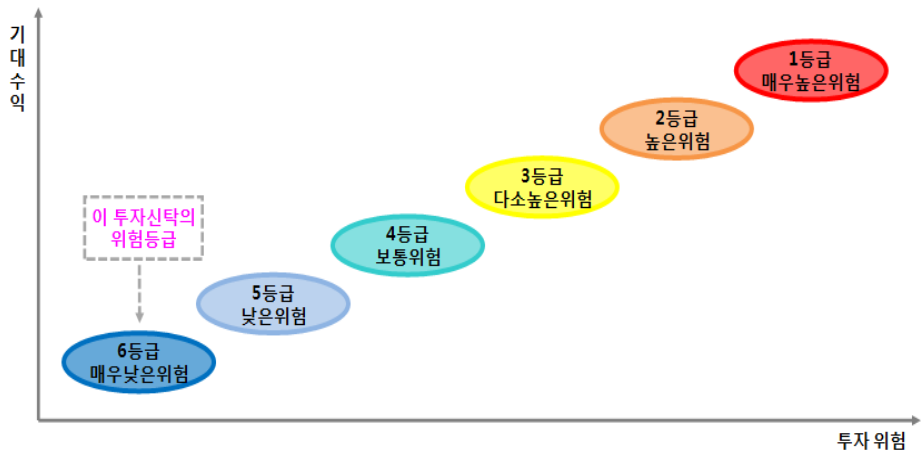 기대수익
1등급
매우높은위험
2등급
높은위험
3등급
다소높은위험
이 투자신탁의
위험등급
4등급
보통위험
5등급
낮은위험
6등급
매우낮은위험
투자 위험